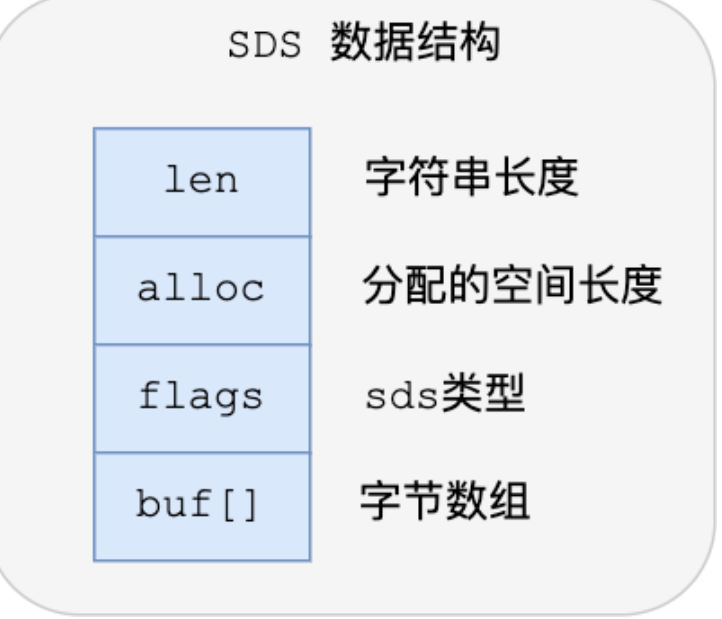 SDS 数据结构
len 字符串长度
alloc 分配的空间长度
flags sds类型
buf[] 字节数组